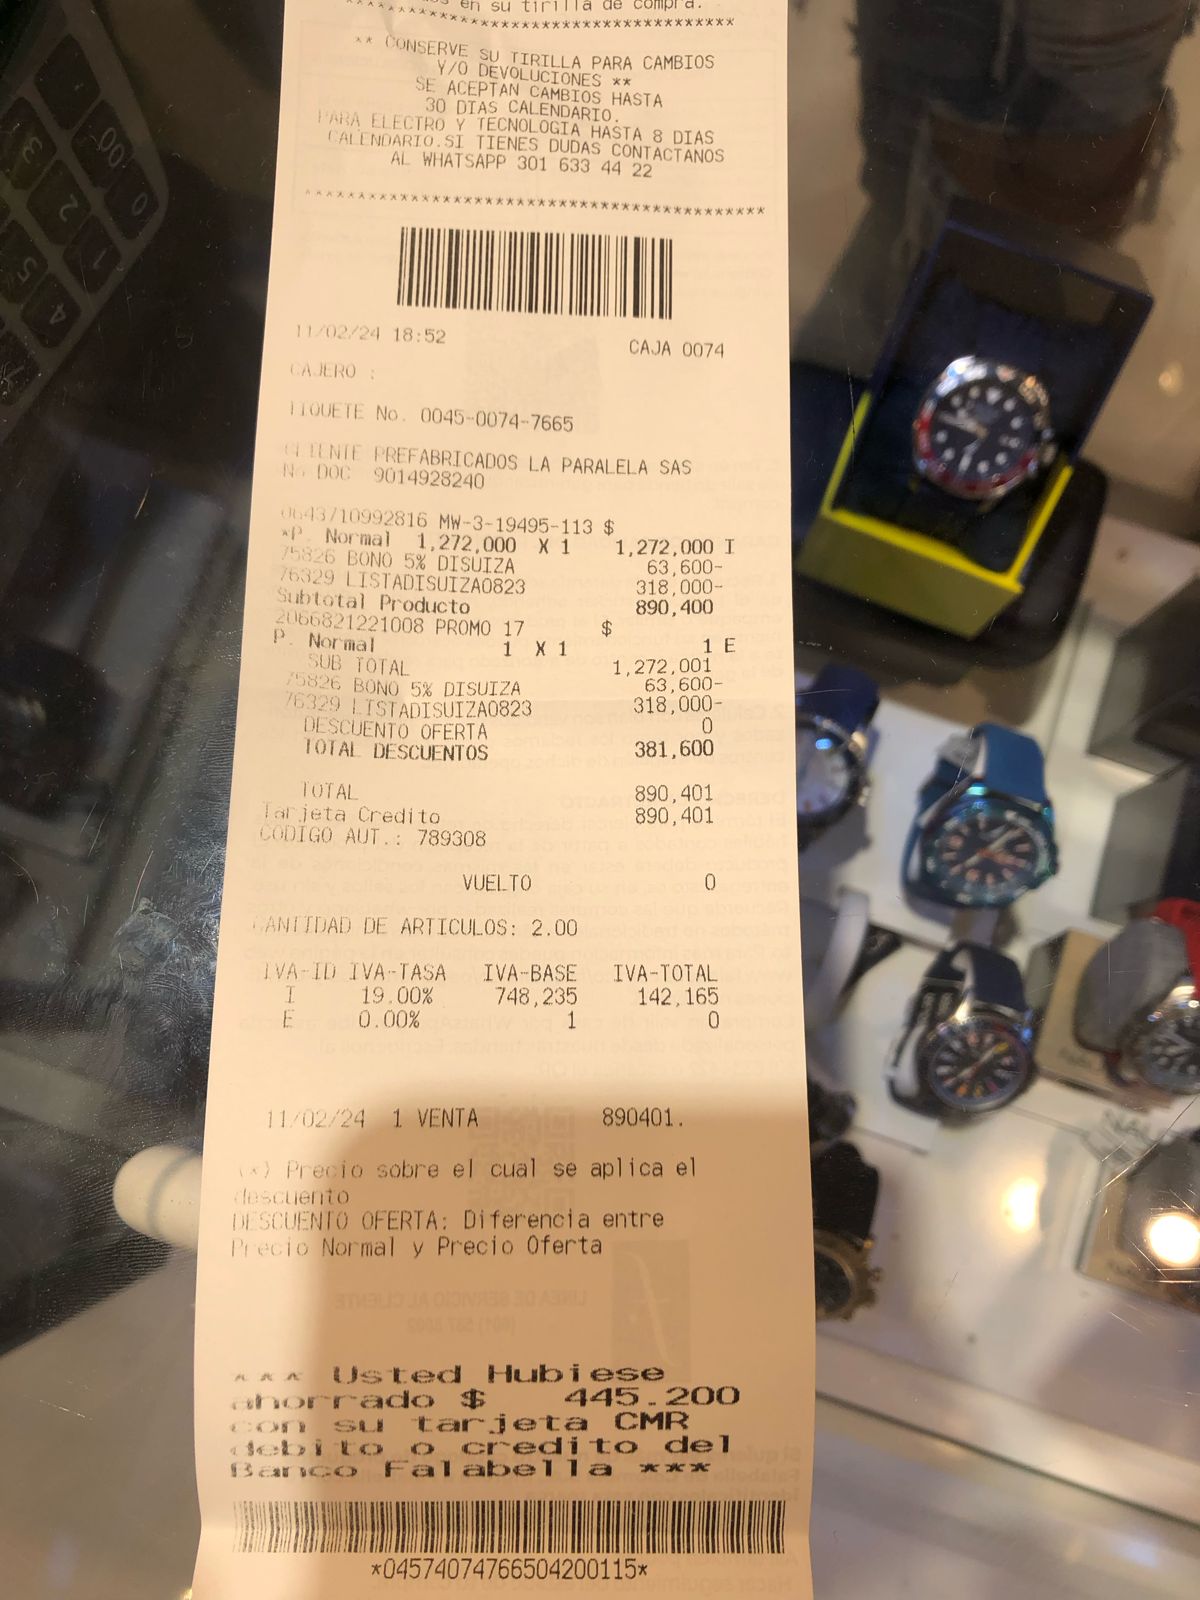 en su tirilla de compra.
** CONSERVE SU TIRILLA PARA CAMBIOS
Y/O DEVOLUCIONES **
SE ACEPTAN CAMBIOS HASTA
30 DIAS CALENDARIO.
PARA ELECTRO Y TECNOLOGIA HASTA 8 DIAS
CALENDARIO.SI TIENES DUDAS CONTACTANOS
AL WHATSAPP 301 633 44 22
11/02/24 18:52 CAJA 0074
CAJERO :
TIQUETE No. 0045-0074-7665
CLIENTE PREFABRICADOS LA PARALELA SAS
No DOC 9014928240
0643710992816 MW-3-19495-113 $
*P. Normal 1,272,000 X 1 1,272,000 I
75826 BONO 5% DISUIZA 63,600-
76329 LISTADISUIZA0823 318,000-
Subtotal Producto 890,400
2066821221008 PROMO 17 $
P. Normal 1 X 1 1 E
SUB TOTAL 1,272,001
75826 BONO 5% DISUIZA 63,600-
76329 LISTADISUIZA0823 318,000-
DESCUENTO OFERTA 0
TOTAL DESCUENTOS 381,600
TOTAL 890,401
Tarjeta Credito 890,401
CODIGO AUT.: 789308
VUELTO 0
CANTIDAD DE ARTICULOS: 2.00
IVA-ID IVA-TASA IVA-BASE IVA-TOTAL
I 19.00% 748,235 142,165
E 0.00% 1 0
11/02/24 1 VENTA 890401.
(*) Precio sobre el cual se aplica el
descuento
DESCUENTO OFERTA: Diferencia entre
Precio Normal y Precio Oferta
*** Usted Hubiese
ahorrado $ 445.200
con su tarjeta CMR
debito o credito del
Banco Falabella ***
*04574074766504200115*